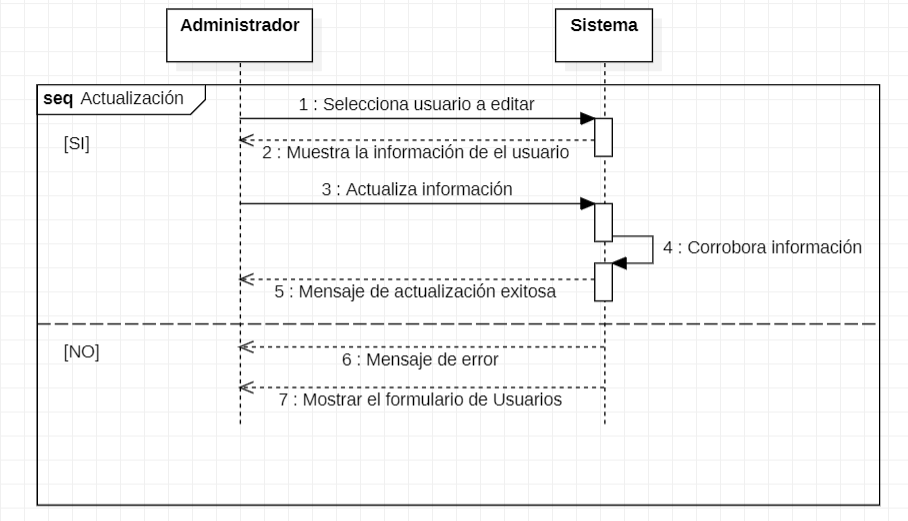 Administrador
Sistema
seq Actualización
1 : Selecciona usuario a editar
[SI]
2 : Muestra la información de el usuario
3 : Actualiza información
4 : Corrobora información
5 : Mensaje de actualización exitosa
[NO]
6 : Mensaje de error
7 : Mostrar el formulario de Usuarios